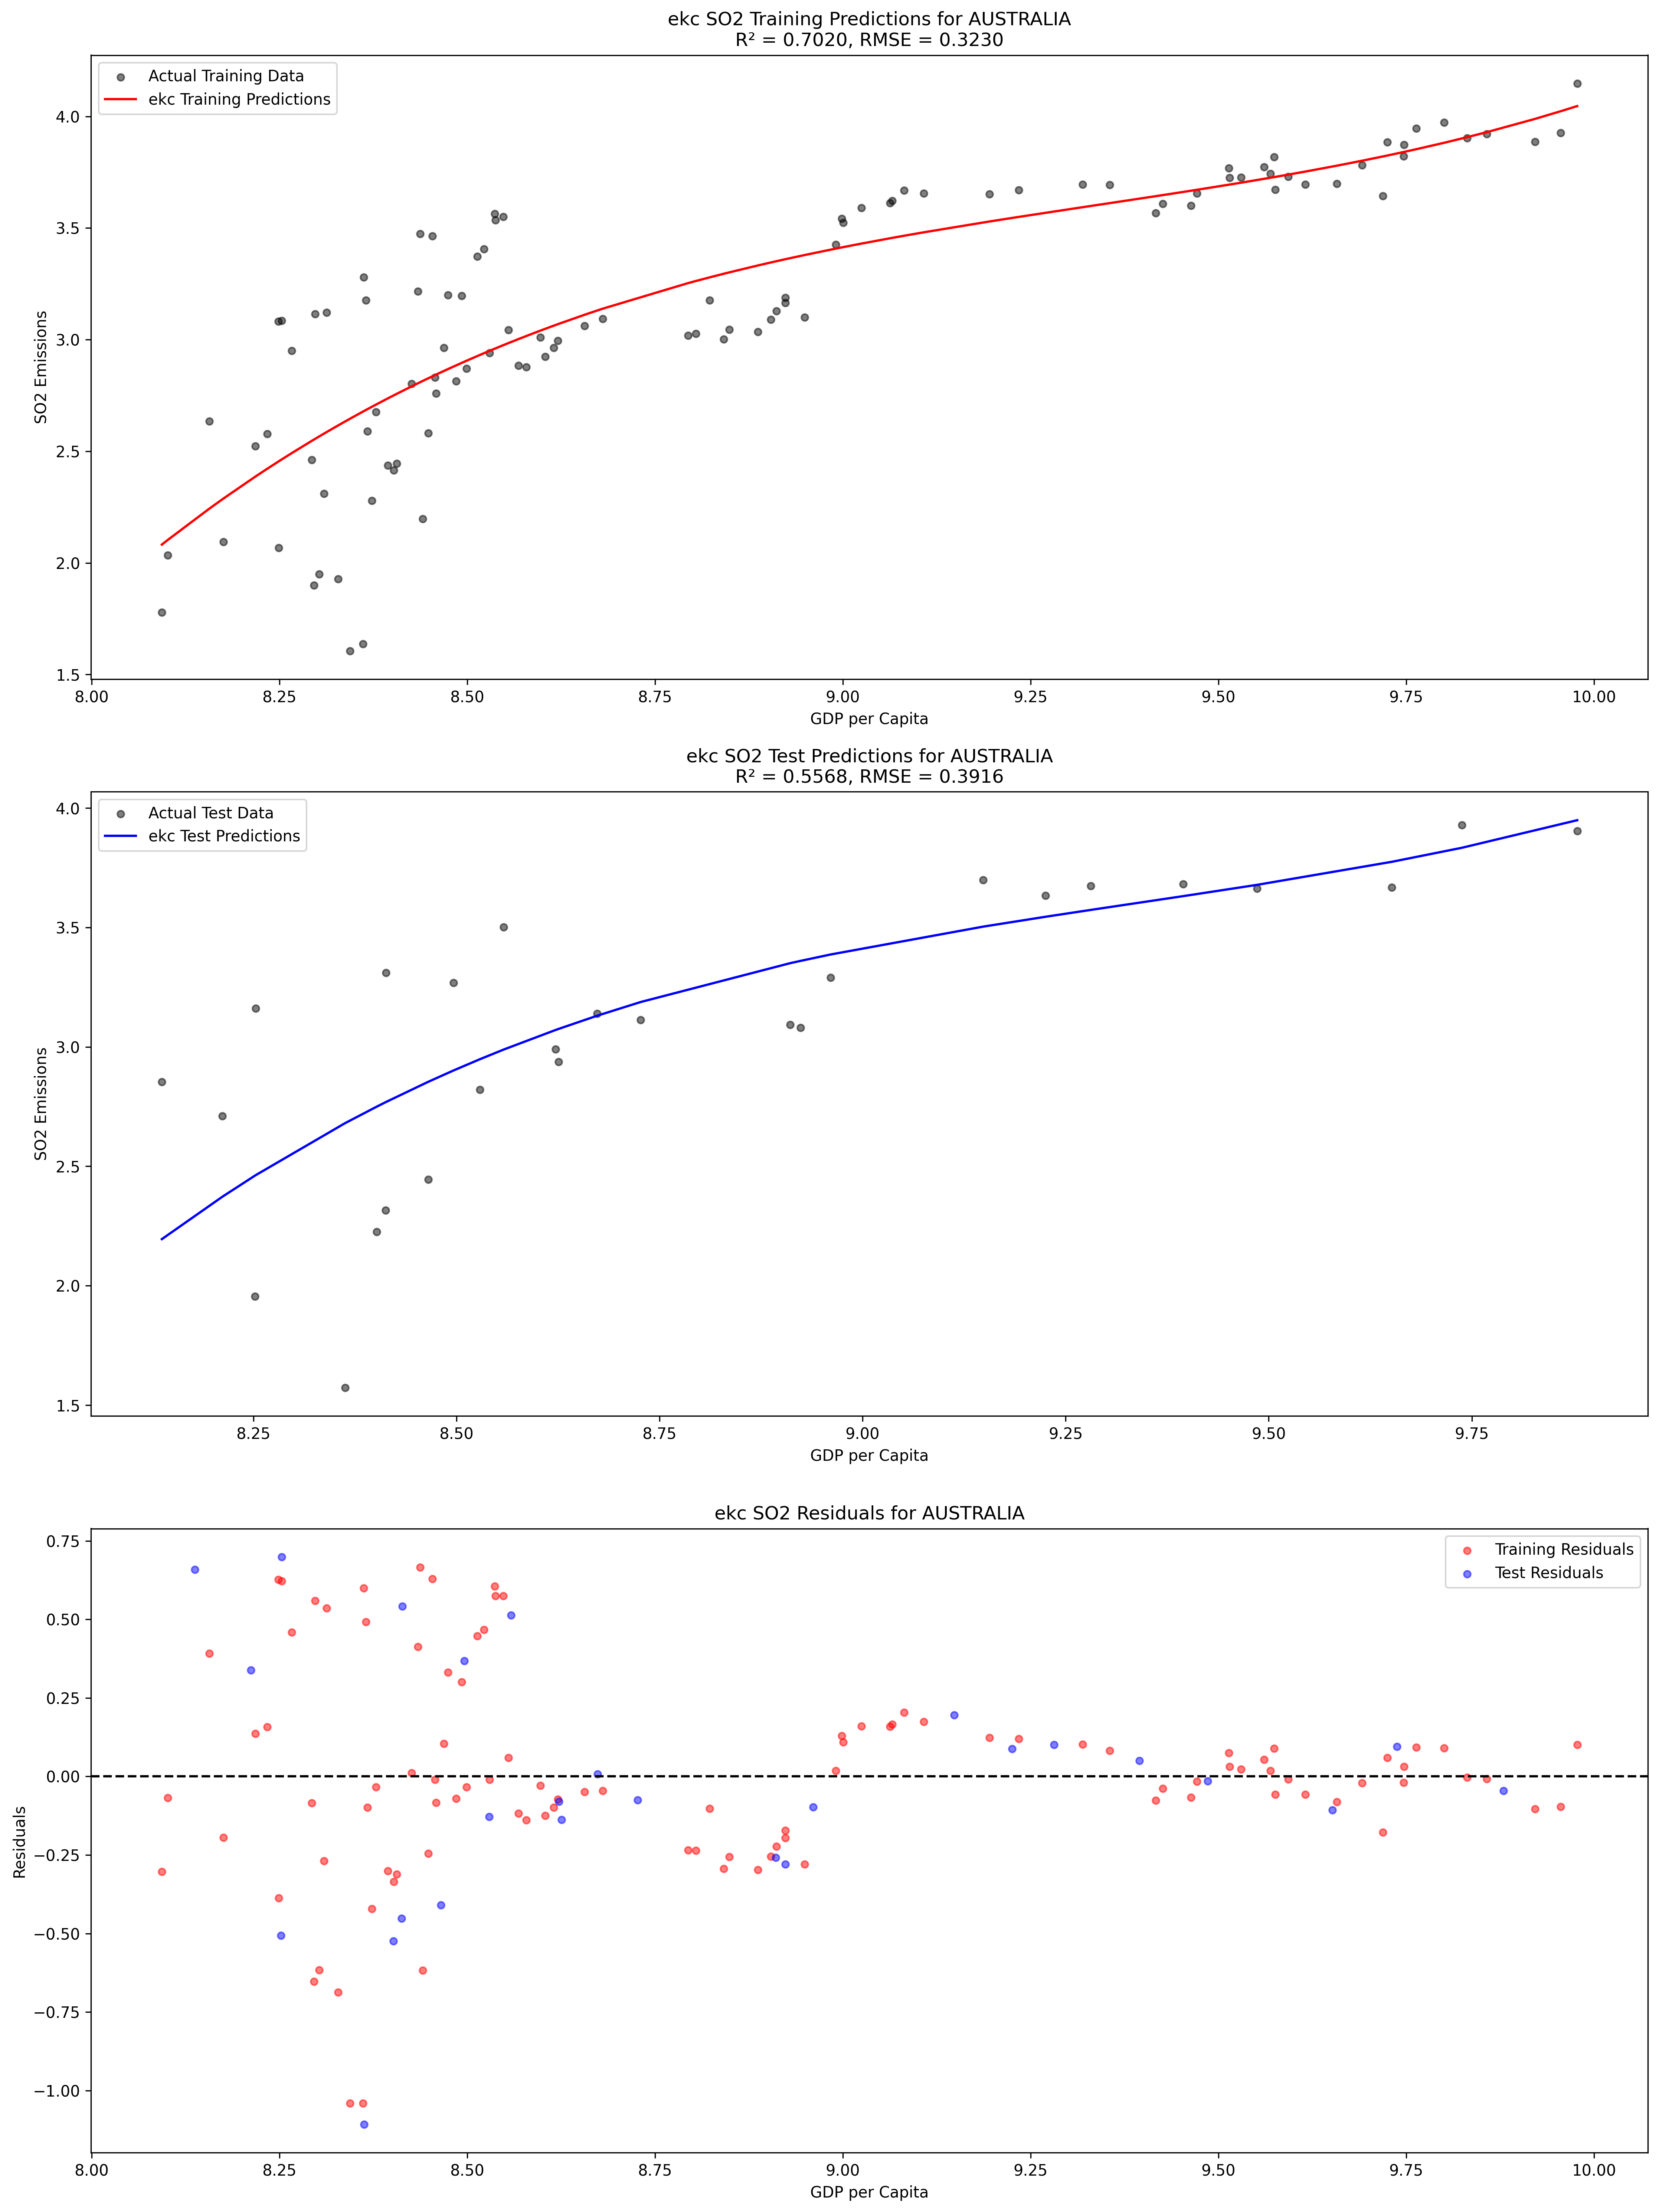 ekc SO2 Training Predictions for AUSTRALIA
R² = 0.7020, RMSE = 0.3230
Actual Training Data
ekc Training Predictions
4.0
3.5
3.0
2.5
2.0
1.5
SO2 Emissions
8.00 8.25 8.50 8.75 9.00 9.25 9.50 9.75 10.00
GDP per Capita
ekc SO2 Test Predictions for AUSTRALIA
R² = 0.5568, RMSE = 0.3916
Actual Test Data
ekc Test Predictions
4.0
3.5
3.0
2.5
2.0
1.5
SO2 Emissions
8.25 8.50 8.75 9.00 9.25 9.50 9.75
GDP per Capita
ekc SO2 Residuals for AUSTRALIA
Training Residuals
Test Residuals
0.75
0.50
0.25
0.00
−0.25
−0.50
−0.75
−1.00
Residuals
8.00 8.25 8.50 8.75 9.00 9.25 9.50 9.75 10.00
GDP per Capita